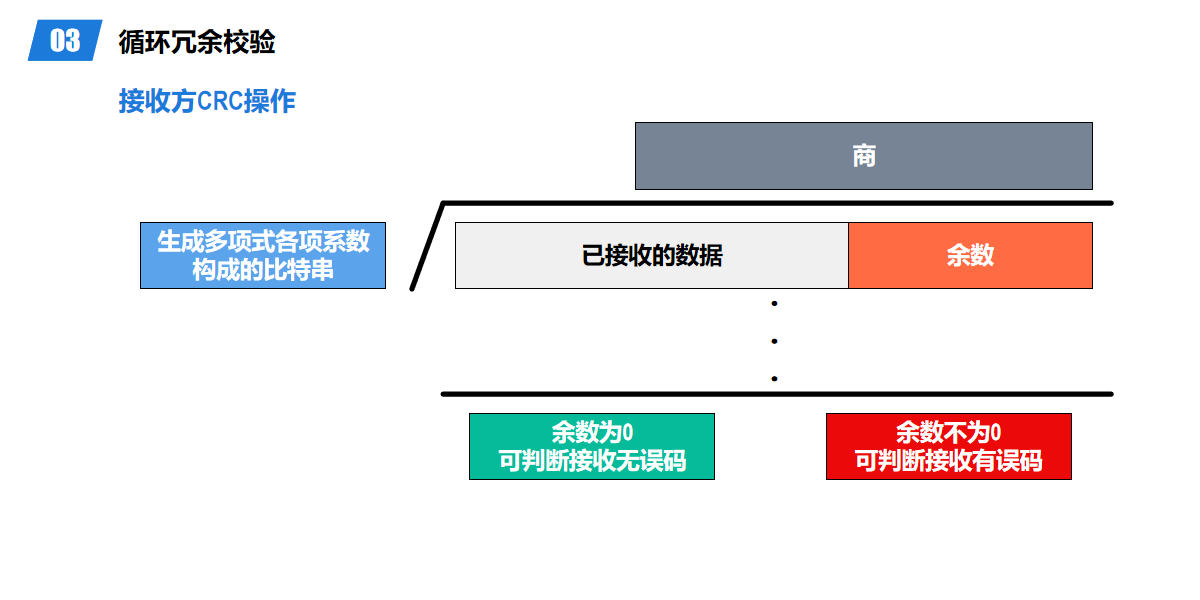 03
循环冗余校验
接收方CRC操作
商
生成多项式各项系数
构成的比特串
已接收的数据
余数
余数为0
可判断接收无误码
余数不为0
可判断接收有误码